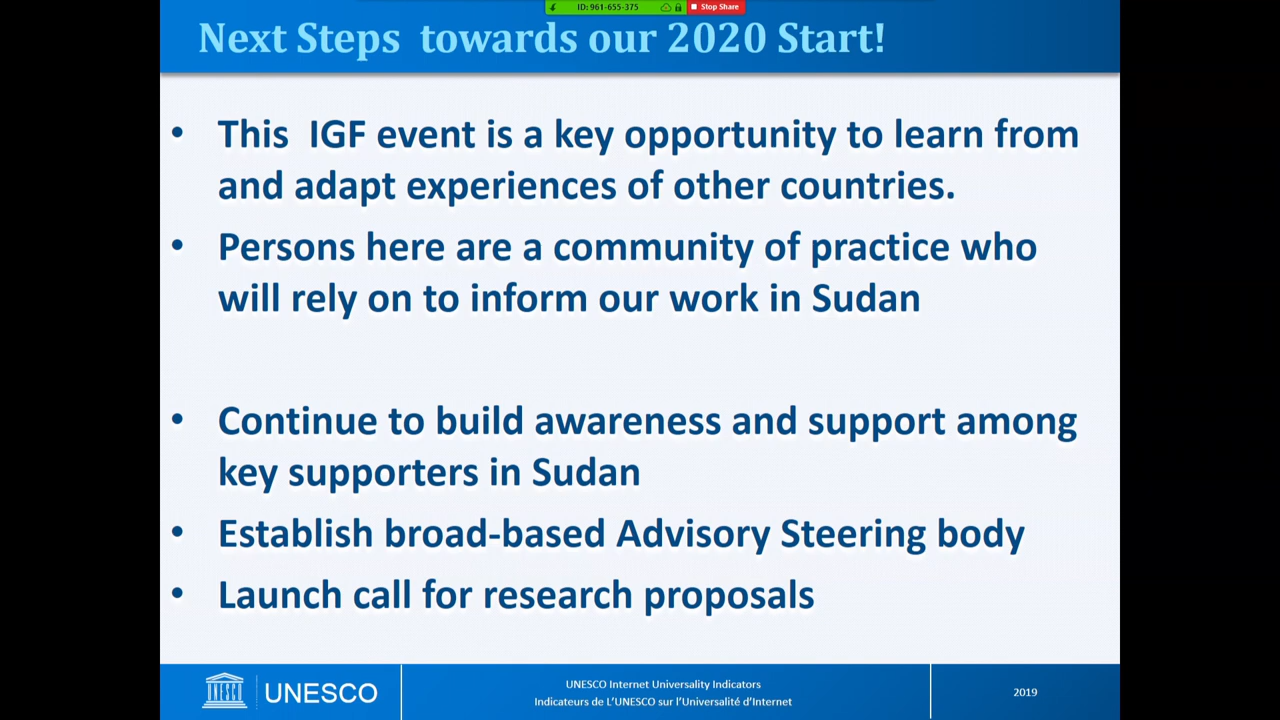 ID: 961-655-375
Stop Share
Next Steps  towards our 2020 Start!
• This  IGF event is a key opportunity to learn from
and adapt experiences of other countries.
• Persons here are a community of practice who
will rely on to inform our work in Sudan
• Continue to build awareness and support among
key supporters in Sudan
• Establish broad-based Advisory Steering body
• Launch call for research proposals
UNESCO
UNESCO
UNESCO Internet Universality Indicators
Indicateurs de L’UNESCO sur l’Universalité d’Internet
2019